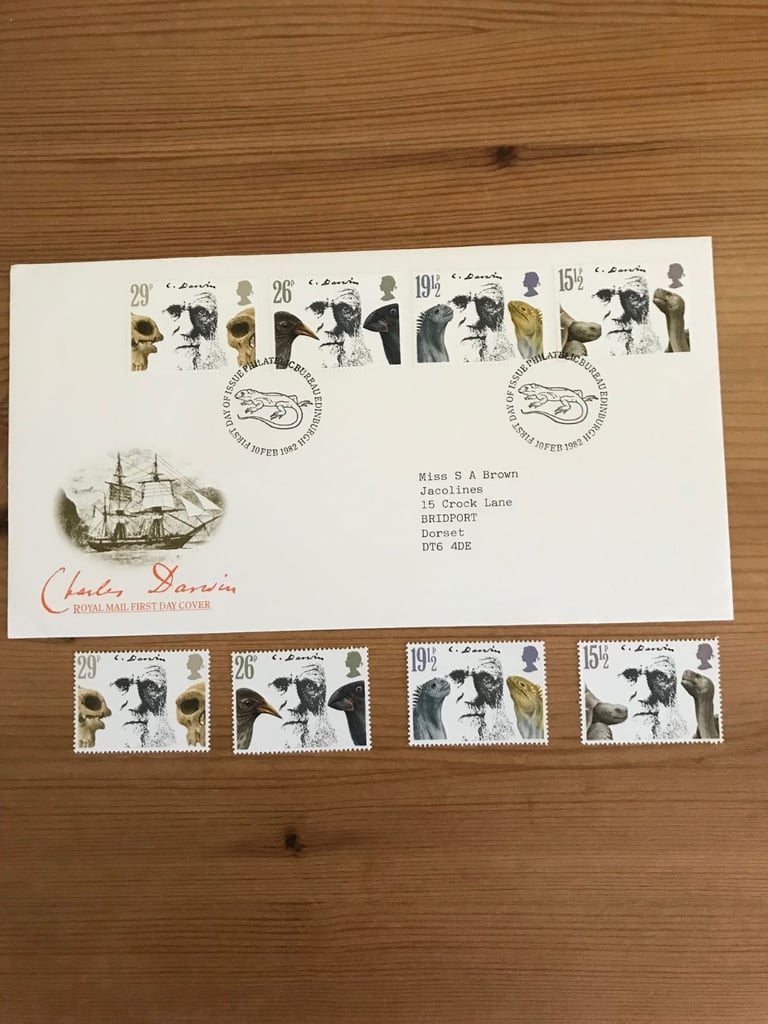 29P
C. Darwin
26P
C. Darwin
19½P
C. Darwin
15½P
C. Darwin
FIRST DAY OF ISSUE PHILATELIC BUREAU EDINBURGH
10 FEB 1982
FIRST DAY OF ISSUE PHILATELIC BUREAU EDINBURGH
10 FEB 1982
Miss S A Brown
Jacolines
15 Crock Lane
BRIDPORT
Dorset
DT6 4DE
Charles Darwin
ROYAL MAIL FIRST DAY COVER
29P
C. Darwin
26P
C. Darwin
19½P
C. Darwin
15½P
C. Darwin